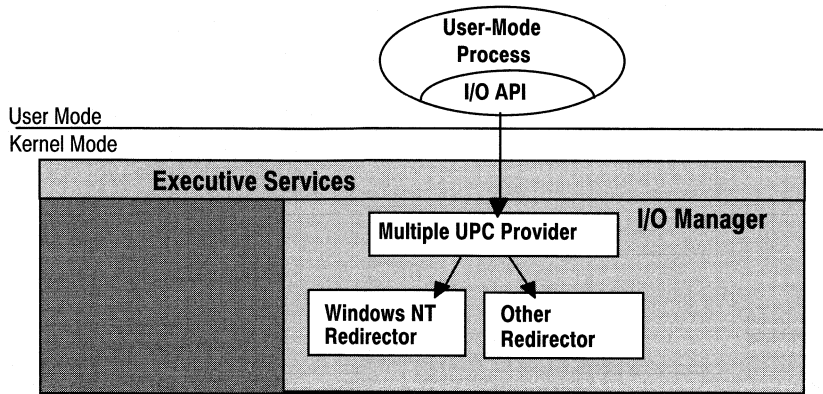 User-Mode
Process
I/O API
User Mode
Kernel Mode
Executive Services
I/O Manager
Multiple UPC Provider
Windows NT
Redirector
Other
Redirector